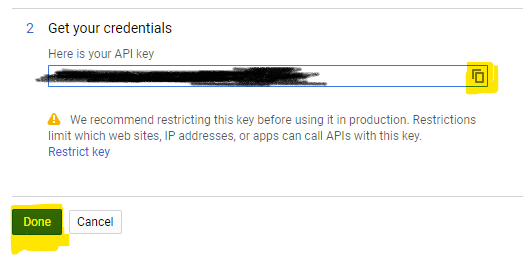 2 Get your credentials
Here is your API key
We recommend restricting this key before using it in production. Restrictions
limit which web sites, IP addresses, or apps can call APIs with this key.
Restrict key
Done Cancel